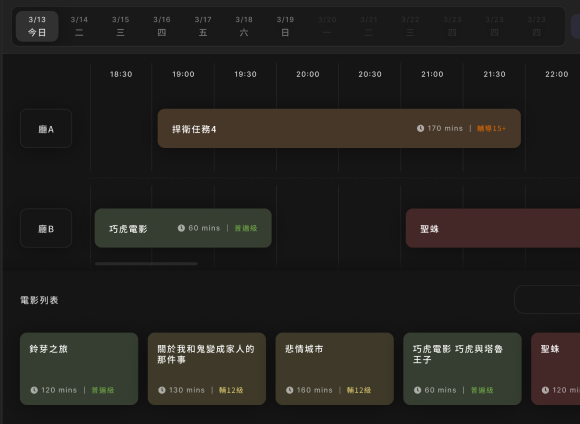 3/13 3/14 3/15 3/16 3/17 3/18 3/19 3/20 3/21 3/22 3/23 3/23 3/23
今日 二 三 四 五 六 日 一 二 三 四 四 四
18:30 19:00 19:30 20:00 20:30 21:00 21:30 22:00
廳A
捍衛任務4 170 mins | 輔導15+
廳B
巧虎電影 60 mins | 普遍級
聖蛛
電影列表
鈴芽之旅
120 mins | 普遍級
關於我和鬼變成家人的
那件事
130 mins | 輔12級
悲情城市
160 mins | 輔12級
巧虎電影 巧虎與塔魯
王子
60 mins | 普遍級
聖蛛
120 mi